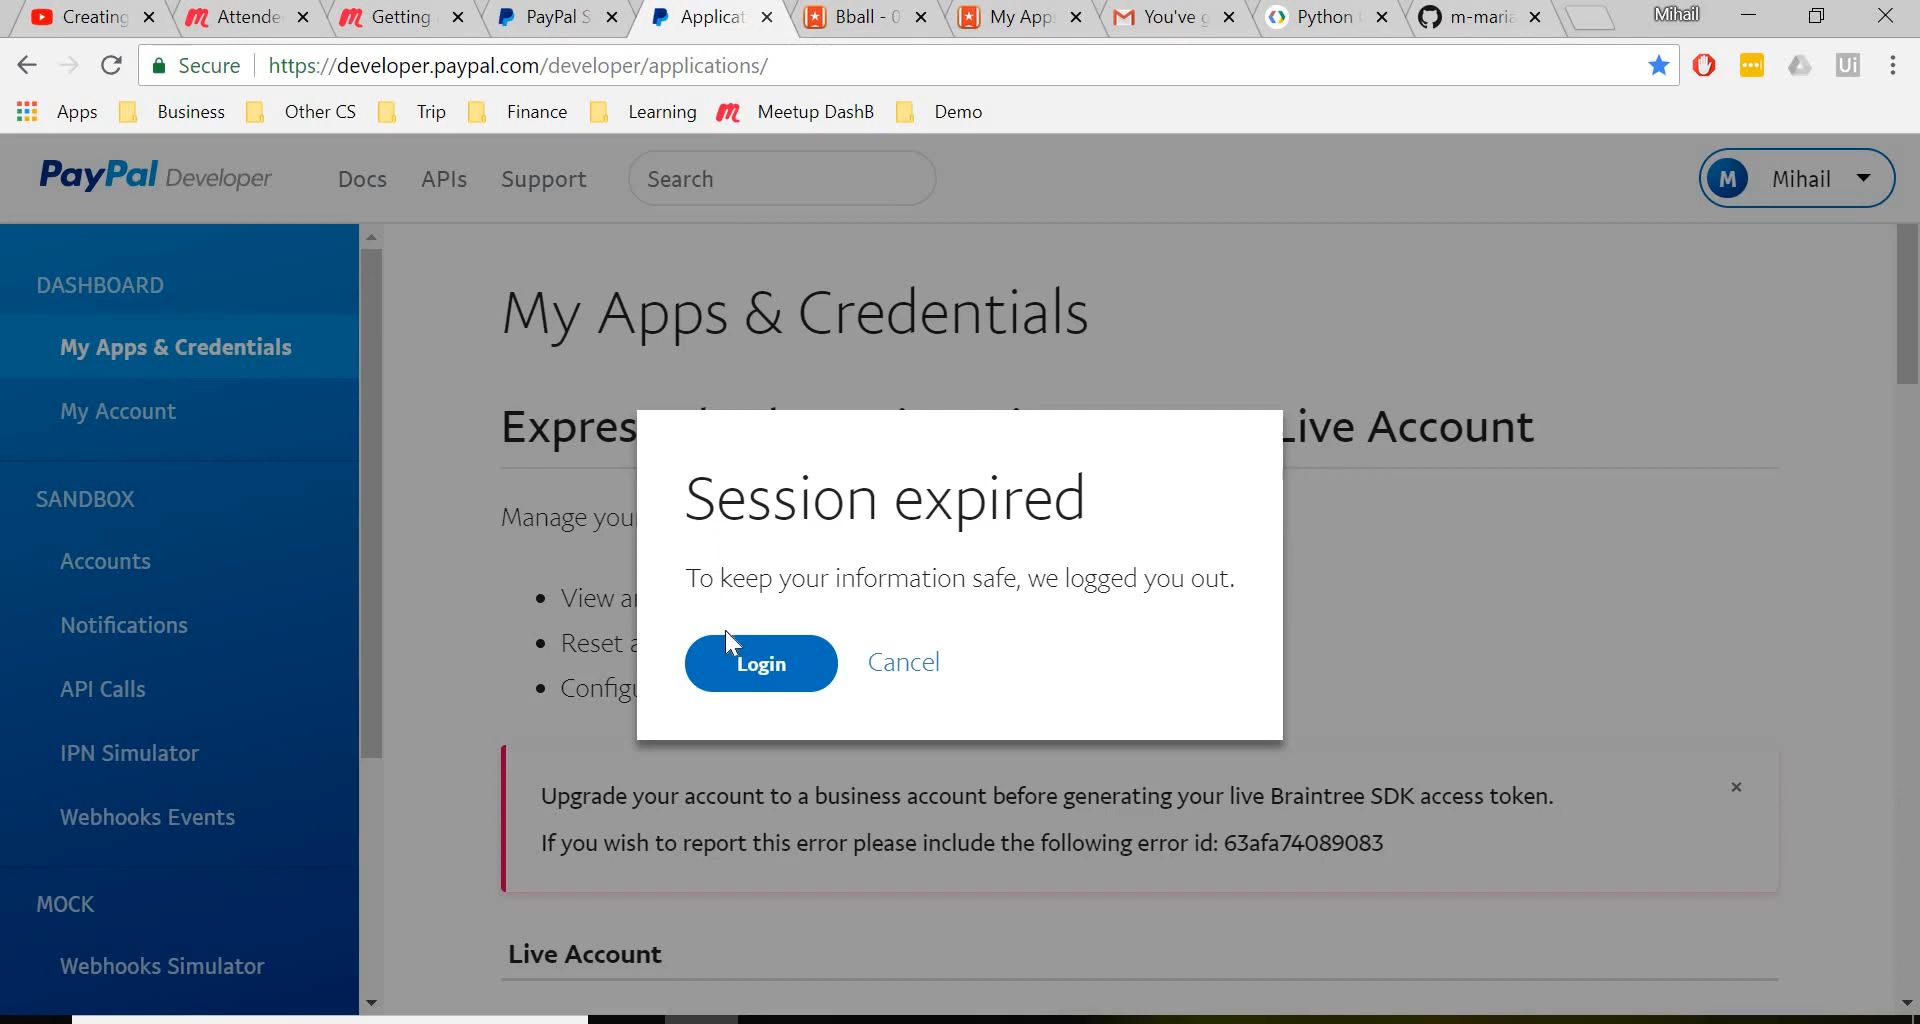 Creating
Attende
Getting
PayPal S
Applicat
Bball - 0
My App
You've g
Python
m-maria
Mihail
Secure
https://developer.paypal.com/developer/applications/
Ui
Apps
Business
Other CS
Trip
Finance
Learning
Meetup DashB
Demo
PayPal Developer
Docs
APIs
Support
Search
M
Mihail
DASHBOARD
My Apps & Credentials
My Account
SANDBOX
Accounts
Notifications
API Calls
IPN Simulator
Webhooks Events
MOCK
Webhooks Simulator
My Apps & Credentials
Expres
Live Account
Manage you
View a
Reset a
Config
Session expired
To keep your information safe, we logged you out.
Login
Cancel
Upgrade your account to a business account before generating your live Braintree SDK access token.
If you wish to report this error please include the following error id: 63afa74089083
Live Account